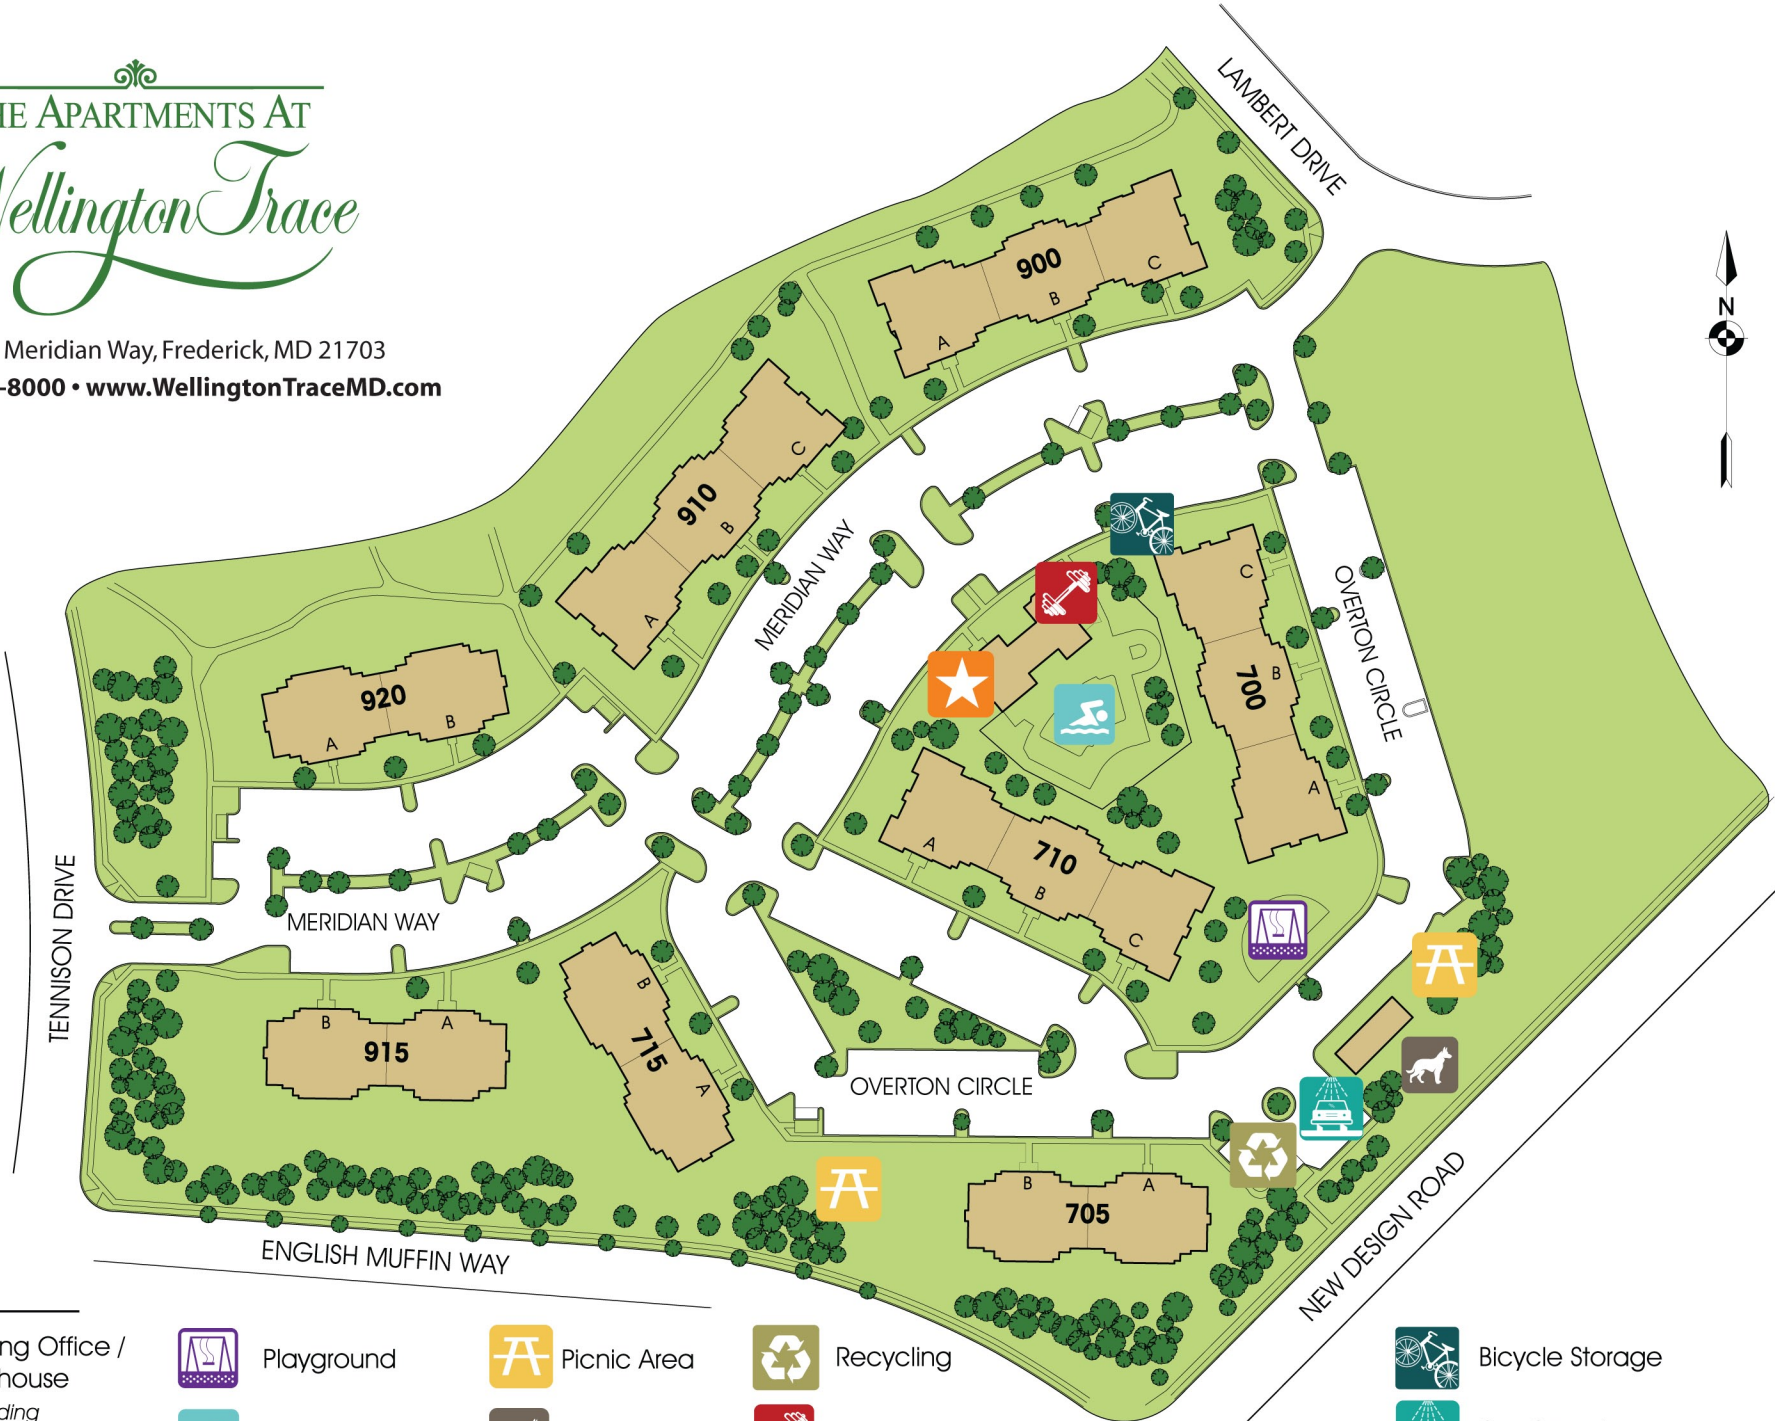 HE APARTMENTS AT
Wellington Trace
Meridian Way, Frederick, MD 21703
-8000 • www.WellingtonTraceMD.com
LAMBERT DRIVE
N
900
A
B
C
910
A
B
C
920
A
B
MERIDIAN WAY
OVERTON CIRCLE
700
C
B
A
710
A
B
C
TENNISON DRIVE
MERIDIAN WAY
915
B
A
715
B
A
OVERTON CIRCLE
705
B
A
NEW DESIGN ROAD
ENGLISH MUFFIN WAY
ng Office /
house
ding
Playground
Picnic Area
Recycling
Bicycle Storage